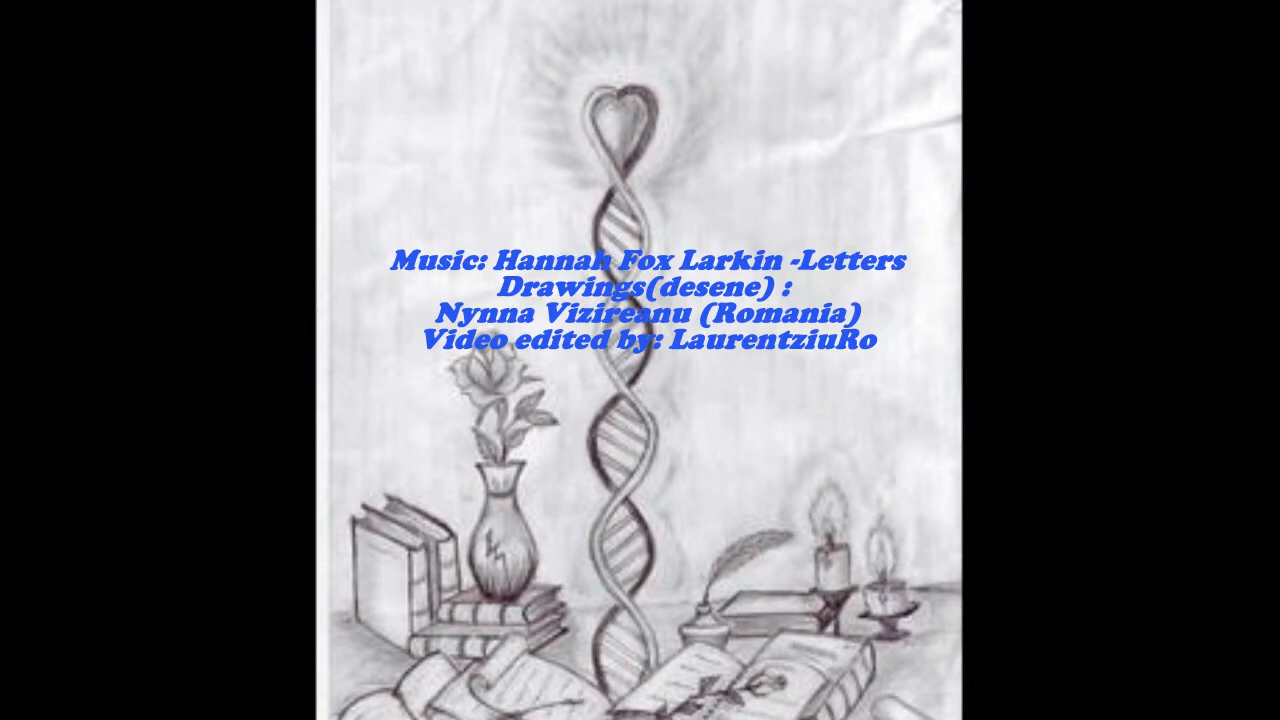 Music: Hannah Fox Larkin -Letters
Drawings(desene) :
Nynna Vizireanu (Romania)
Video edited by: LaurentziuRo